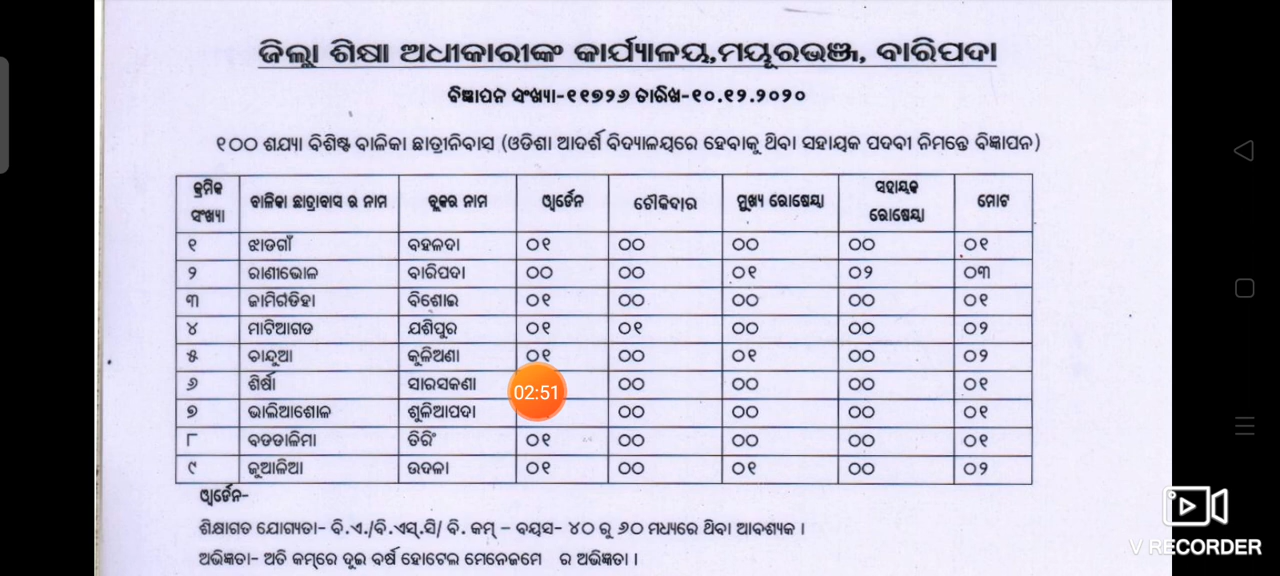 ଜିଲ୍ଲା ଶିକ୍ଷା ଅଧୀକାରୀଙ୍କ କାର୍ଯ୍ୟାଳୟ,ମୟୂରଭଞ୍ଜ, ବାରିପଦା
ବିଜ୍ଞାପନ ସଂଖ୍ୟା-୧୧୭୨୬ ତାରିଖ-୧୦.୧୨.୨୦୨୦
୧୦୦ ଶଯ୍ୟା ବିଶିଷ୍ଟ ବାଳିକା ଛାତ୍ରୀନିବାସ (ଓଡିଶା ଆଦର୍ଶ ବିଦ୍ୟାଳୟରେ ହେବାକୁ ଥିବା ସହାୟକ ପଦବୀ ନିମନ୍ତେ ବିଜ୍ଞାପନ)
କ୍ରମିକ ସଂଖ୍ୟା ବାଳିକା ଛାତ୍ରାବାସ ର ନାମ ବ୍ଲକର ନାମ ୱାର୍ଡେନ ଚୌକିଦାର ମୁଖ୍ୟ ରୋଷେୟା ସହାୟକ ରୋଷେୟା ମୋଟ
୧ ଝାଡଗାଁ ବହଳଦା ୦୧ ୦୦ ୦୦ ୦୦ ୦୧
୨ ରାଣୀଭୋଳ ବାରିପଦା ୦୦ ୦୦ ୦୧ ୦୨ ୦୩
୩ ଜାମିଗଡିହା ବିଶୋଇ ୦୧ ୦୦ ୦୦ ୦୦ ୦୧
୪ ମାଟିଆଗଡ ଯଶିପୁର ୦୧ ୦୧ ୦୦ ୦୦ ୦୨
୫ ଚାନ୍ଦୁଆ କୁଳିଅଣା ୦୧ ୦୦ ୦୧ ୦୦ ୦୨
୬ ଶିର୍ଷା ସାରସକଣା ୦୦ ୦୦ ୦୦ ୦୧
02:51
୭ ଭାଲିଆଶୋଳ ଶୁଳିଆପଦା ୦୦ ୦୦ ୦୦ ୦୧
୮ ବଡଡାଳିମା ତିରିଂ ୦୧ ୦୦ ୦୦ ୦୦ ୦୧
୯ ଜୁଆଳିଆ ଉଦଳା ୦୧ ୦୦ ୦୧ ୦୦ ୦୨
ୱାର୍ଡେନ-
ଶିକ୍ଷାଗତ ଯୋଗ୍ୟତା- ବି.ଏ./ବି.ଏସ୍.ସି/ ବି. କମ୍ – ବୟସ- ୪୦ ରୁ ୬୦ ମଧ୍ୟରେ ଥିବା ଆବଶ୍ୟକ ।
ଅଭିଜ୍ଞତା- ଅତି କମ୍‌ରେ ଦୁଇ ବର୍ଷ ହୋଟେଲ ମେନେଜମେ ର ଅଭିଜ୍ଞତା ।
V RECORDER